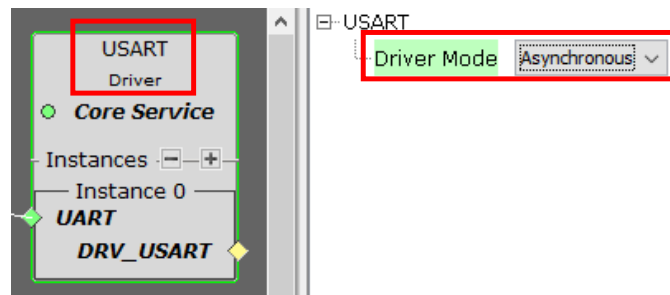 USART
Driver
Core Service
Instances
Instance 0
UART
DRV_USART
USART
Driver Mode Asynchronous